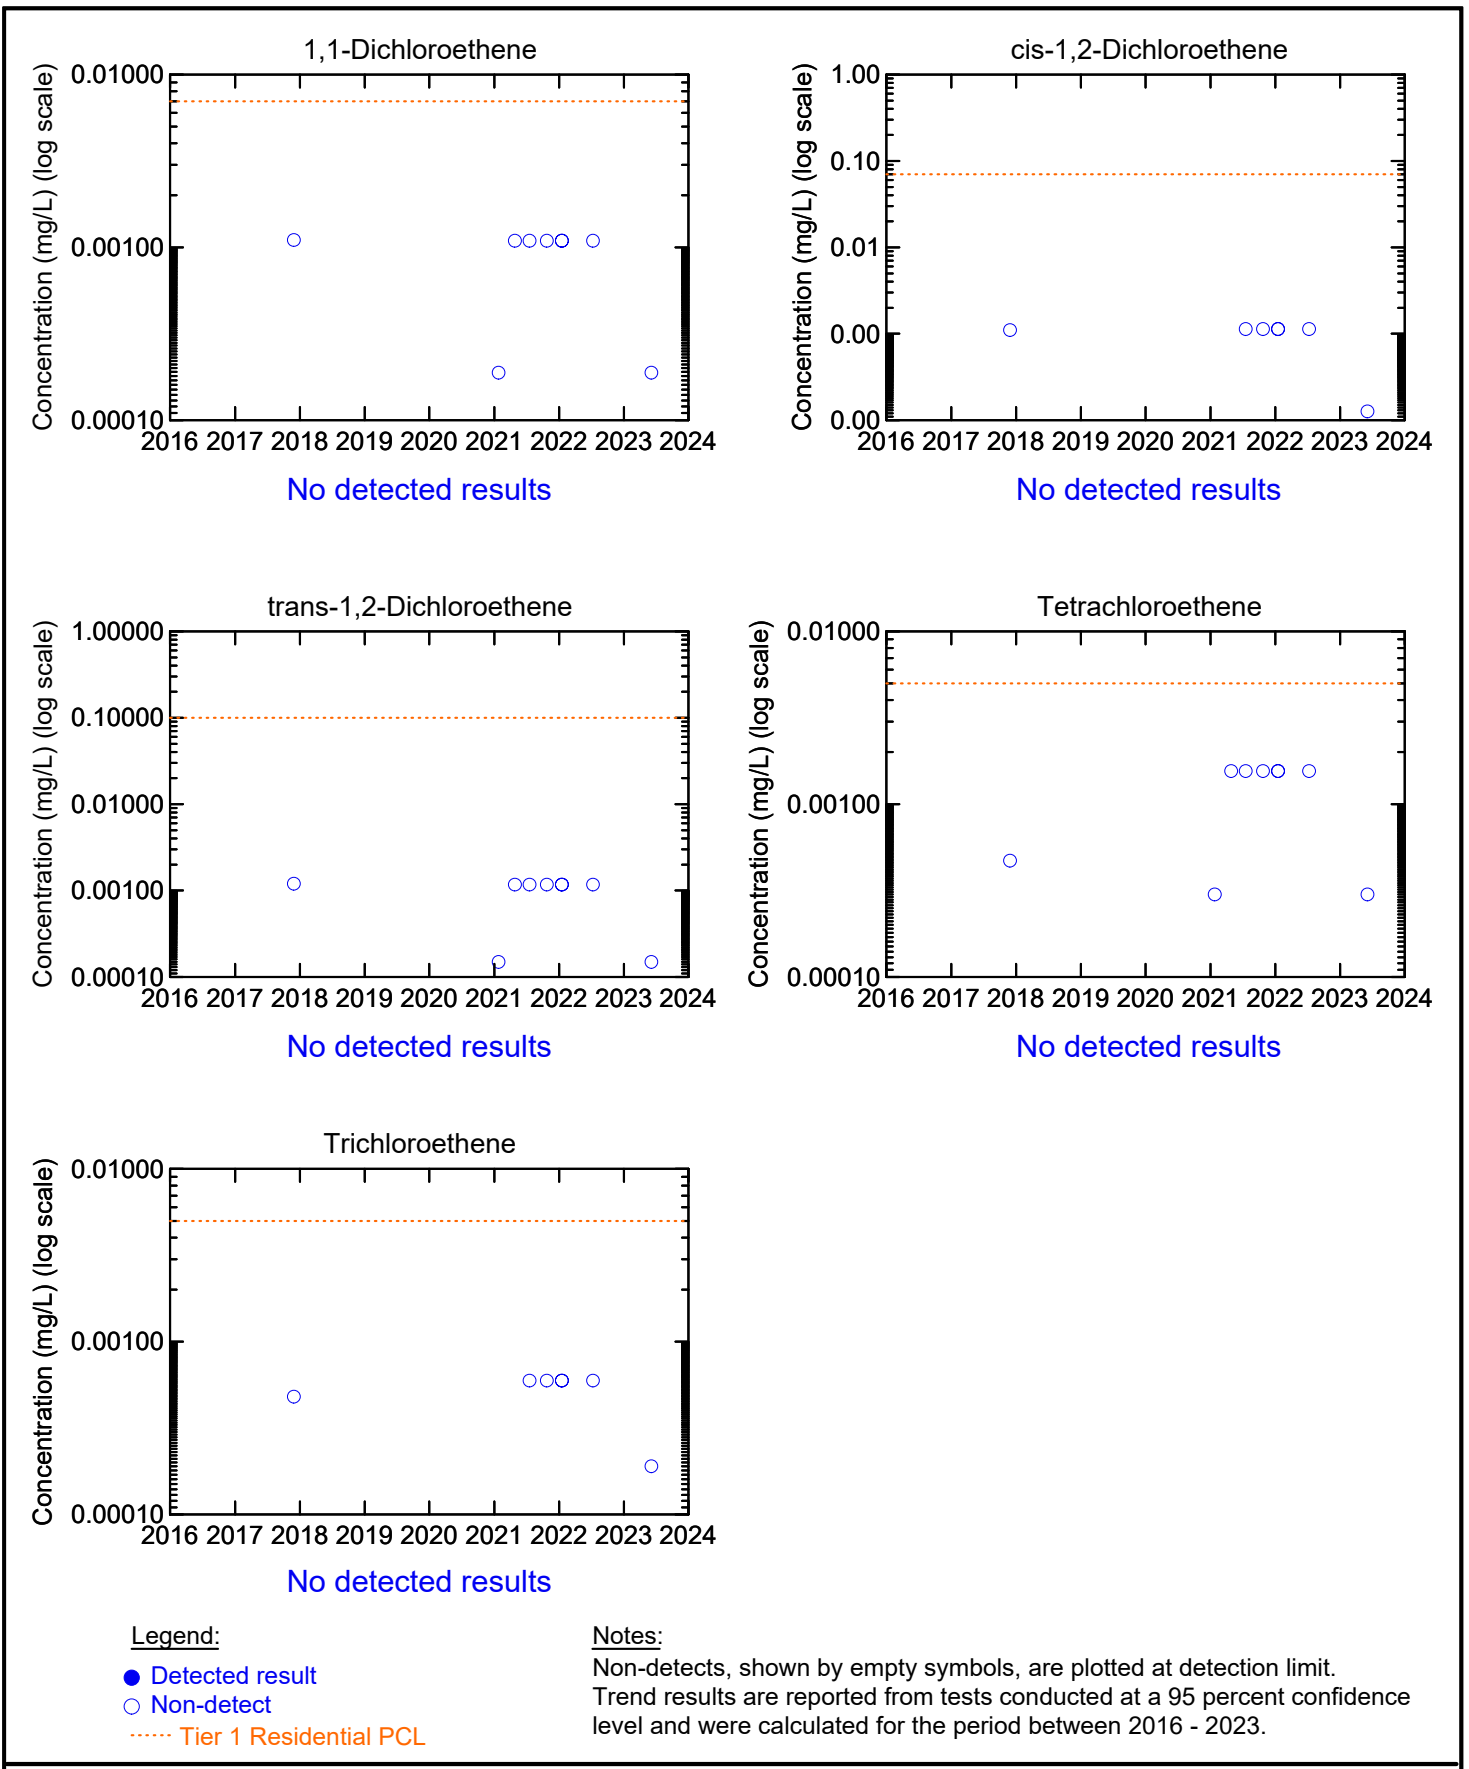 1,1-Dichloroethene
Concentration (mg/L) (log scale)
0.01000
0.00100
0.00010
2016 2017 2018 2019 2020 2021 2022 2023 2024
No detected results
cis-1,2-Dichloroethene
Concentration (mg/L) (log scale)
1.00
0.10
0.01
0.00
0.00
2016 2017 2018 2019 2020 2021 2022 2023 2024
No detected results
trans-1,2-Dichloroethene
Concentration (mg/L) (log scale)
1.00000
0.10000
0.01000
0.00100
0.00010
2016 2017 2018 2019 2020 2021 2022 2023 2024
No detected results
Tetrachloroethene
Concentration (mg/L) (log scale)
0.01000
0.00100
0.00010
2016 2017 2018 2019 2020 2021 2022 2023 2024
No detected results
Trichloroethene
Concentration (mg/L) (log scale)
0.01000
0.00100
0.00010
2016 2017 2018 2019 2020 2021 2022 2023 2024
No detected results
Legend:
Detected result
Non-detect
Tier 1 Residential PCL
Notes:
Non-detects, shown by empty symbols, are plotted at detection limit.
Trend results are reported from tests conducted at a 95 percent confidence
level and were calculated for the period between 2016 - 2023.